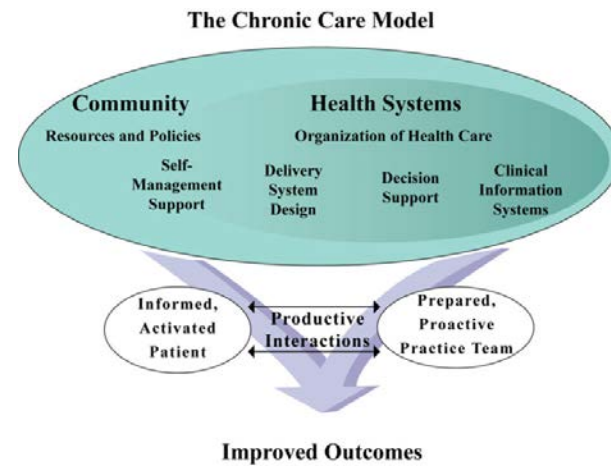 The Chronic Care Model
Community
Resources and Policies
Health Systems
Organization of Health Care
Self-
Management
Support
Delivery
System
Design
Decision
Support
Clinical
Information
Systems
Informed,
Activated
Patient
Productive
Interactions
Prepared,
Proactive
Practice Team
Improved Outcomes